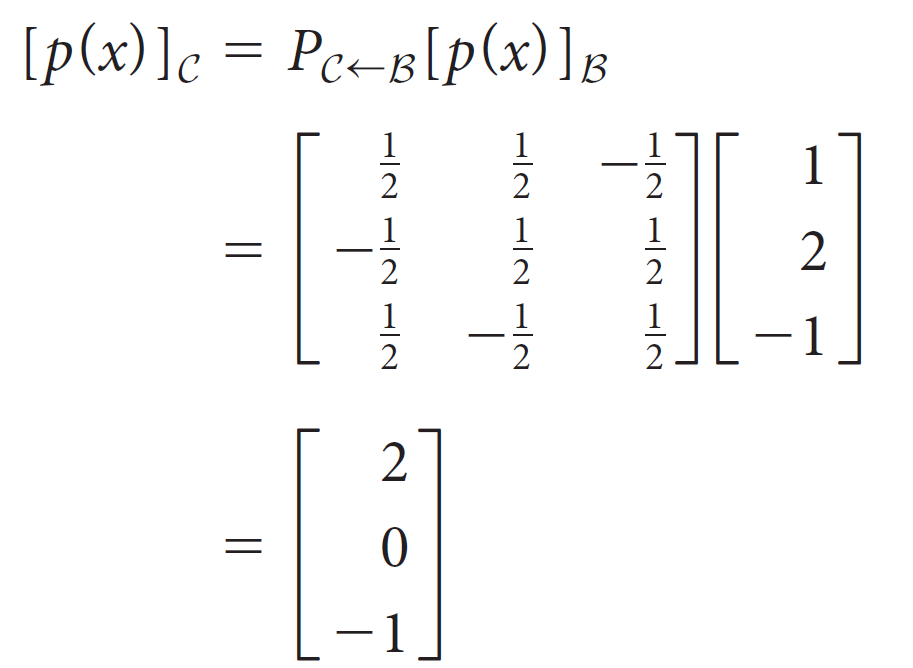 [p(x)]_𝒞 = P_{𝒞←ℬ}[p(x)]_ℬ
= [ 1/2 1/2 −1/2 ; −1/2 1/2 1/2 ; 1/2 −1/2 1/2 ] [ 1 ; 2 ; −1 ]
= [ 2 ; 0 ; −1 ]